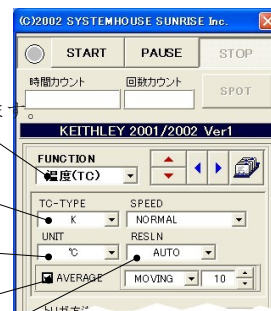 (C)2002 SYSTEMHOUSE SUNRISE Inc.
START PAUSE STOP
時間カウント 回数カウント
SPOT
す。
KEITHLEY 2001/2002 Ver1
FUNCTION
温度(TC)
TC-TYPE SPEED
K NORMAL
UNIT RESLN
℃ AUTO
AVERAGE MOVING 10